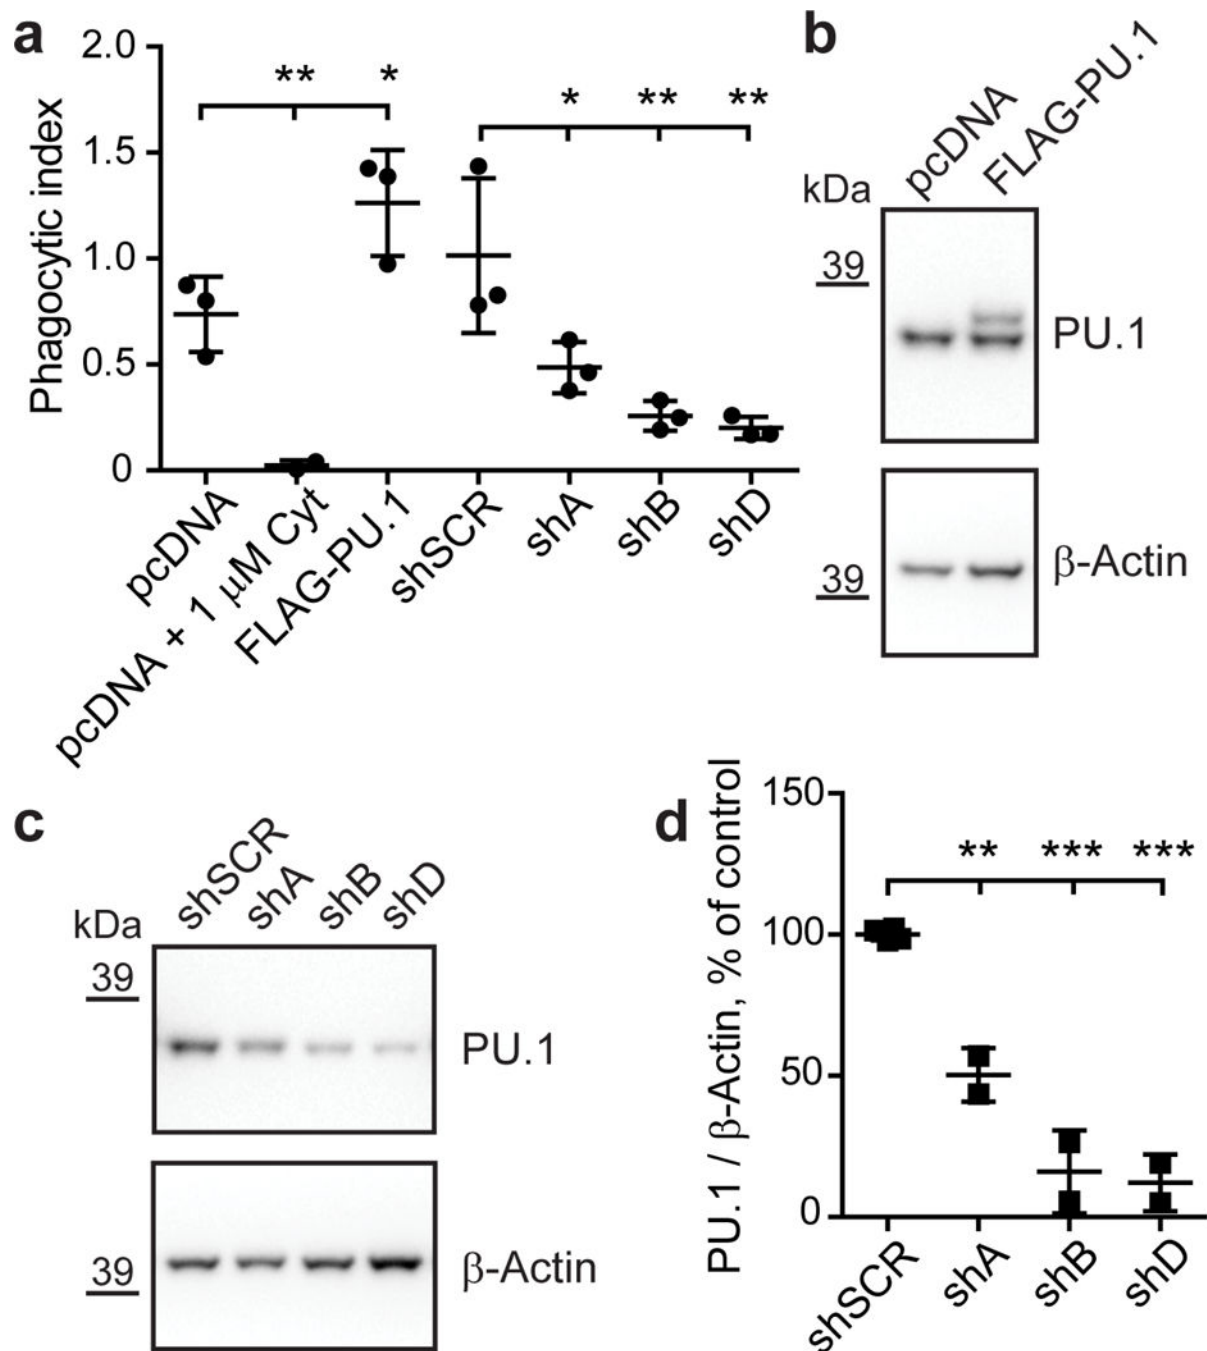 a
2.0
1.5
1.0
0.5
0
Phagocytic index
** *
* ** **
pcDNA
pcDNA + 1 µM Cyt
FLAG-PU.1
shSCR
shA
shB
shD
b
pcDNA
FLAG-PU.1
kDa
39
PU.1
39
β-Actin
c
shSCR
shA
shB
shD
kDa
39
PU.1
39
β-Actin
d
PU.1 / β-Actin, % of control
150
100
50
0
** *** ***
shSCR
shA
shB
shD